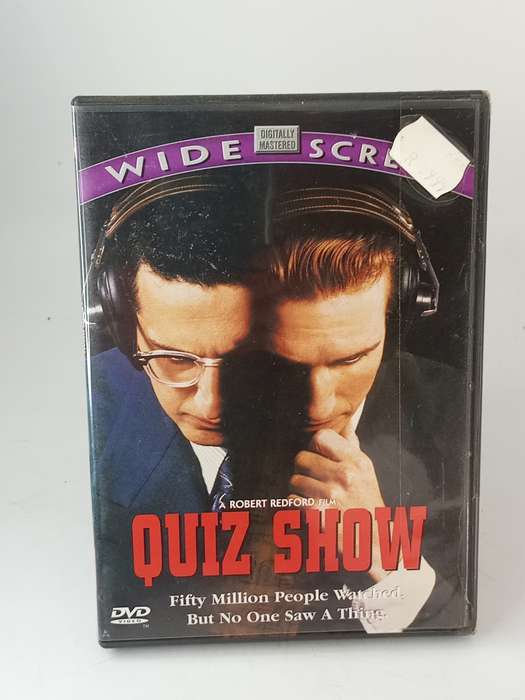 DIGITALLY
MASTERED
WIDE SCRE
A ROBERT REDFORD FILM
QUIZ SHOW
Fifty Million People Watched,
But No One Saw A Thing.
DVD
VIDEO
TM